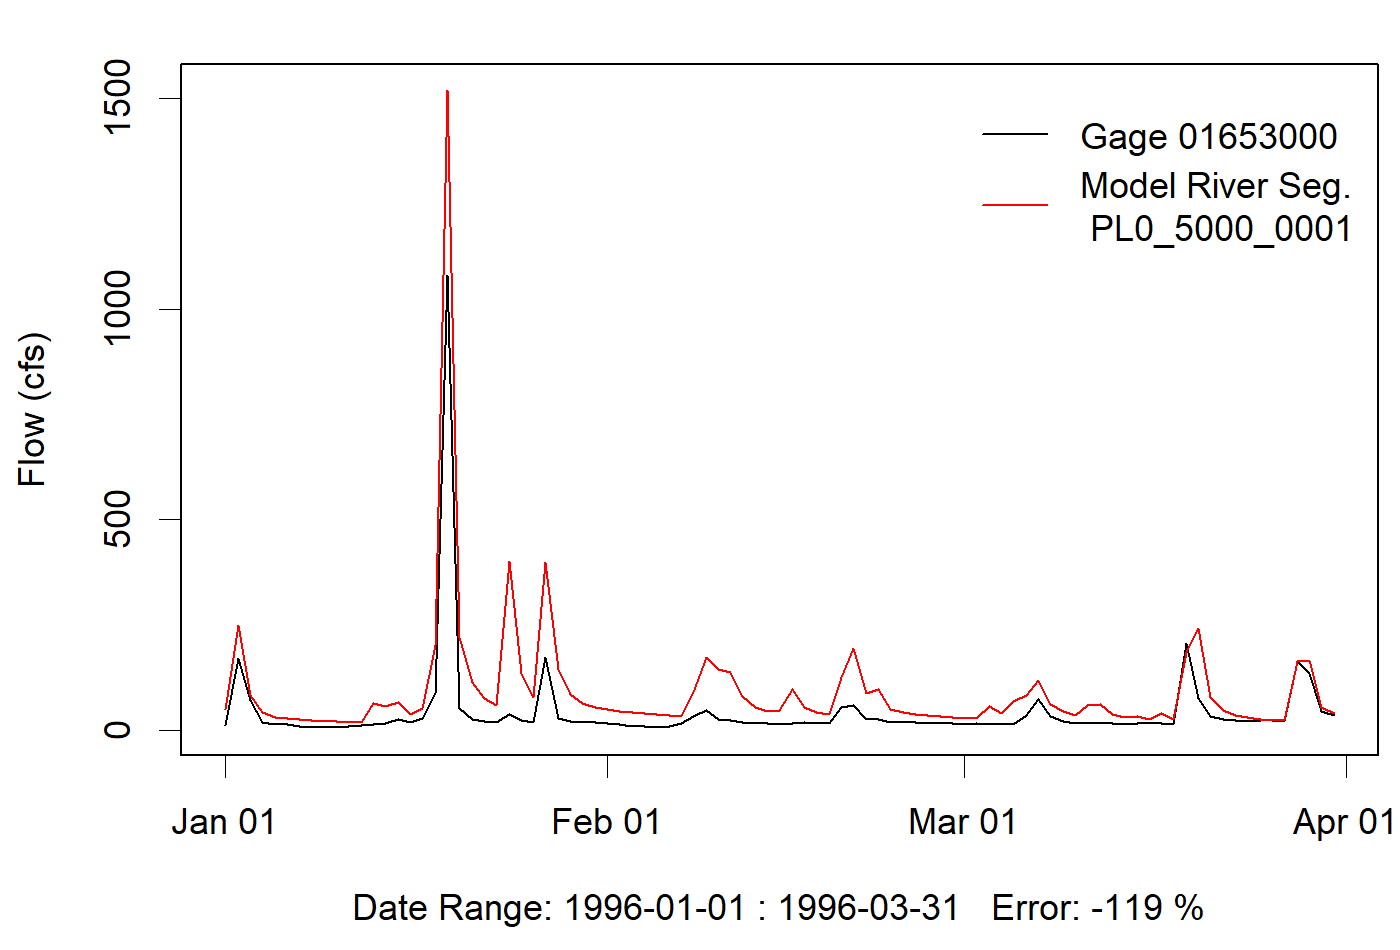 1500
1000
500
0
Flow (cfs)
Gage 01653000
Model River Seg.
PL0_5000_0001
Jan 01
Feb 01
Mar 01
Apr 01
Date Range: 1996-01-01 : 1996-03-31 Error: -119 %